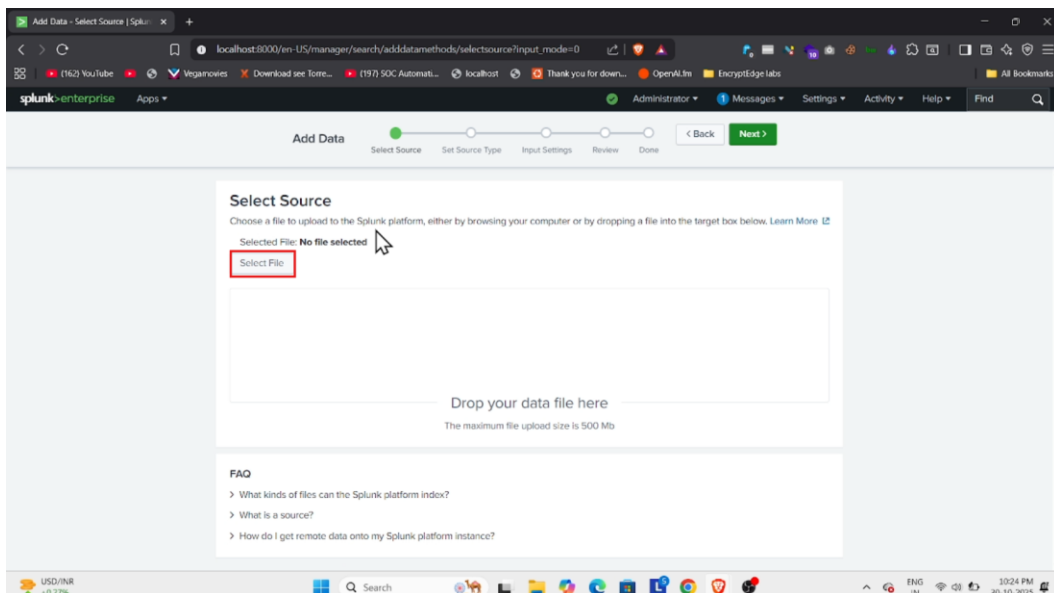 Add Data - Select Source | Splun
localhost:8000/en-US/manager/search/adddatamethods/selectsource?input_mode=0
(162) YouTube
Vegamovies
Download see Torre...
(197) SOC Automati...
localhost
Thank you for down...
OpenAI.fm
EncryptEdge labs
All Bookmarks
splunk>enterprise Apps
Administrator
1 Messages
Settings
Activity
Help
Find
Add Data
Select Source
Set Source Type
Input Settings
Review
Done
< Back
Next >
Select Source
Choose a file to upload to the Splunk platform, either by browsing your computer or by dropping a file into the target box below. Learn More
Selected File: No file selected
Select File
Drop your data file here
The maximum file upload size is 500 Mb
FAQ
> What kinds of files can the Splunk platform index?
> What is a source?
> How do I get remote data onto my Splunk platform instance?
USD/INR
+0.27%
Search
ENG
IN
10:24 PM
30-10-2025